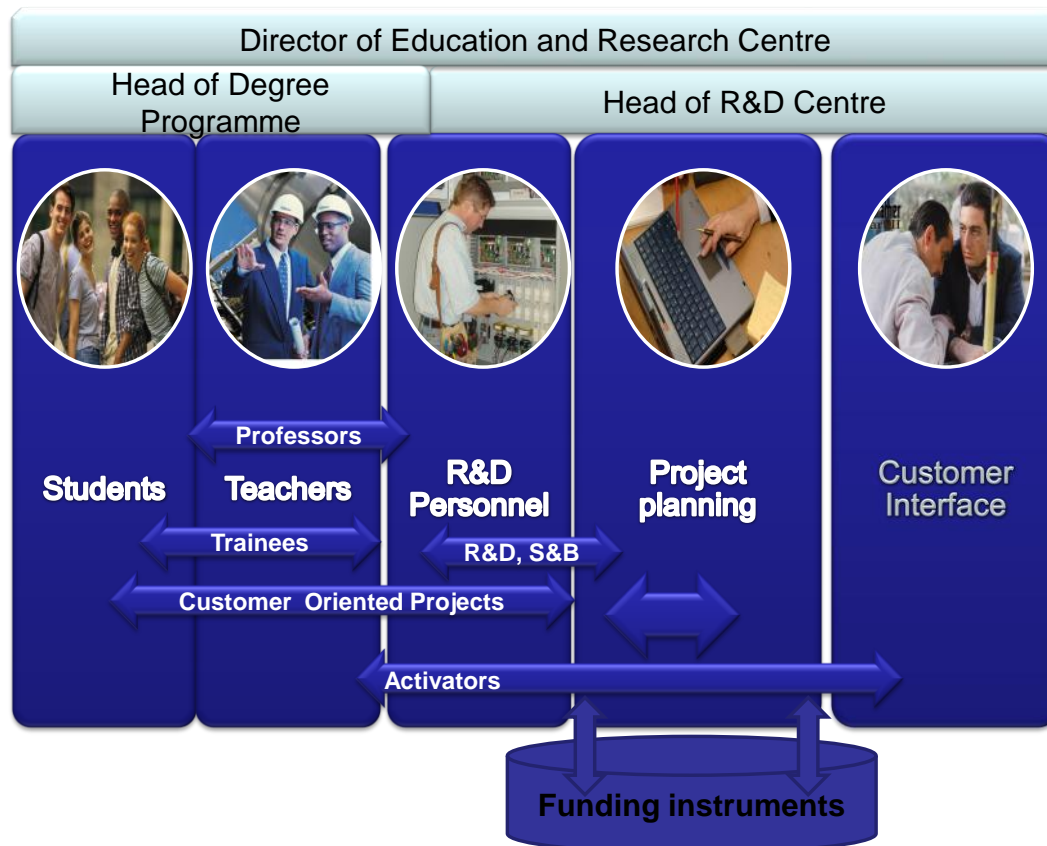 Director of Education and Research Centre
Head of Degree
Programme
Head of R&D Centre
Professors
Students
Teachers
R&D
Personnel
Project
planning
Customer
Interface
Trainees
R&D, S&B
Customer Oriented Projects
Activators
Funding instruments